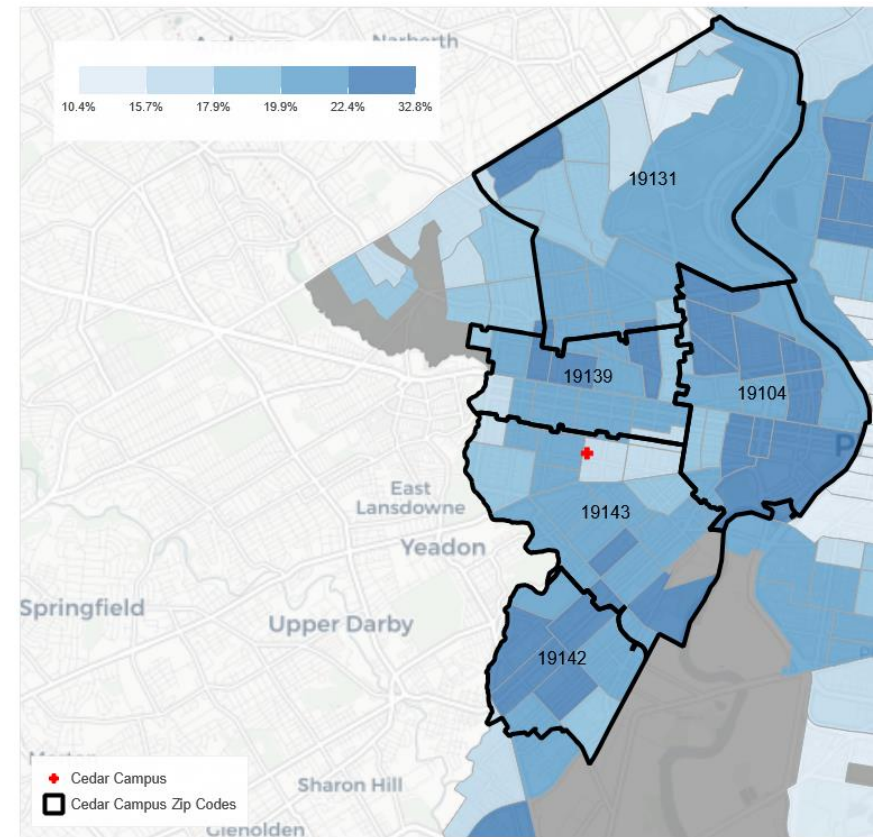 Narberth
10.4% 15.7% 17.9% 19.9% 22.4% 32.8%
19131
19139
19104
P
East
Lansdowne
19143
Yeadon
Springfield
Upper Darby
19142
Cedar Campus
Cedar Campus Zip Codes
Sharon Hill
Glenolden